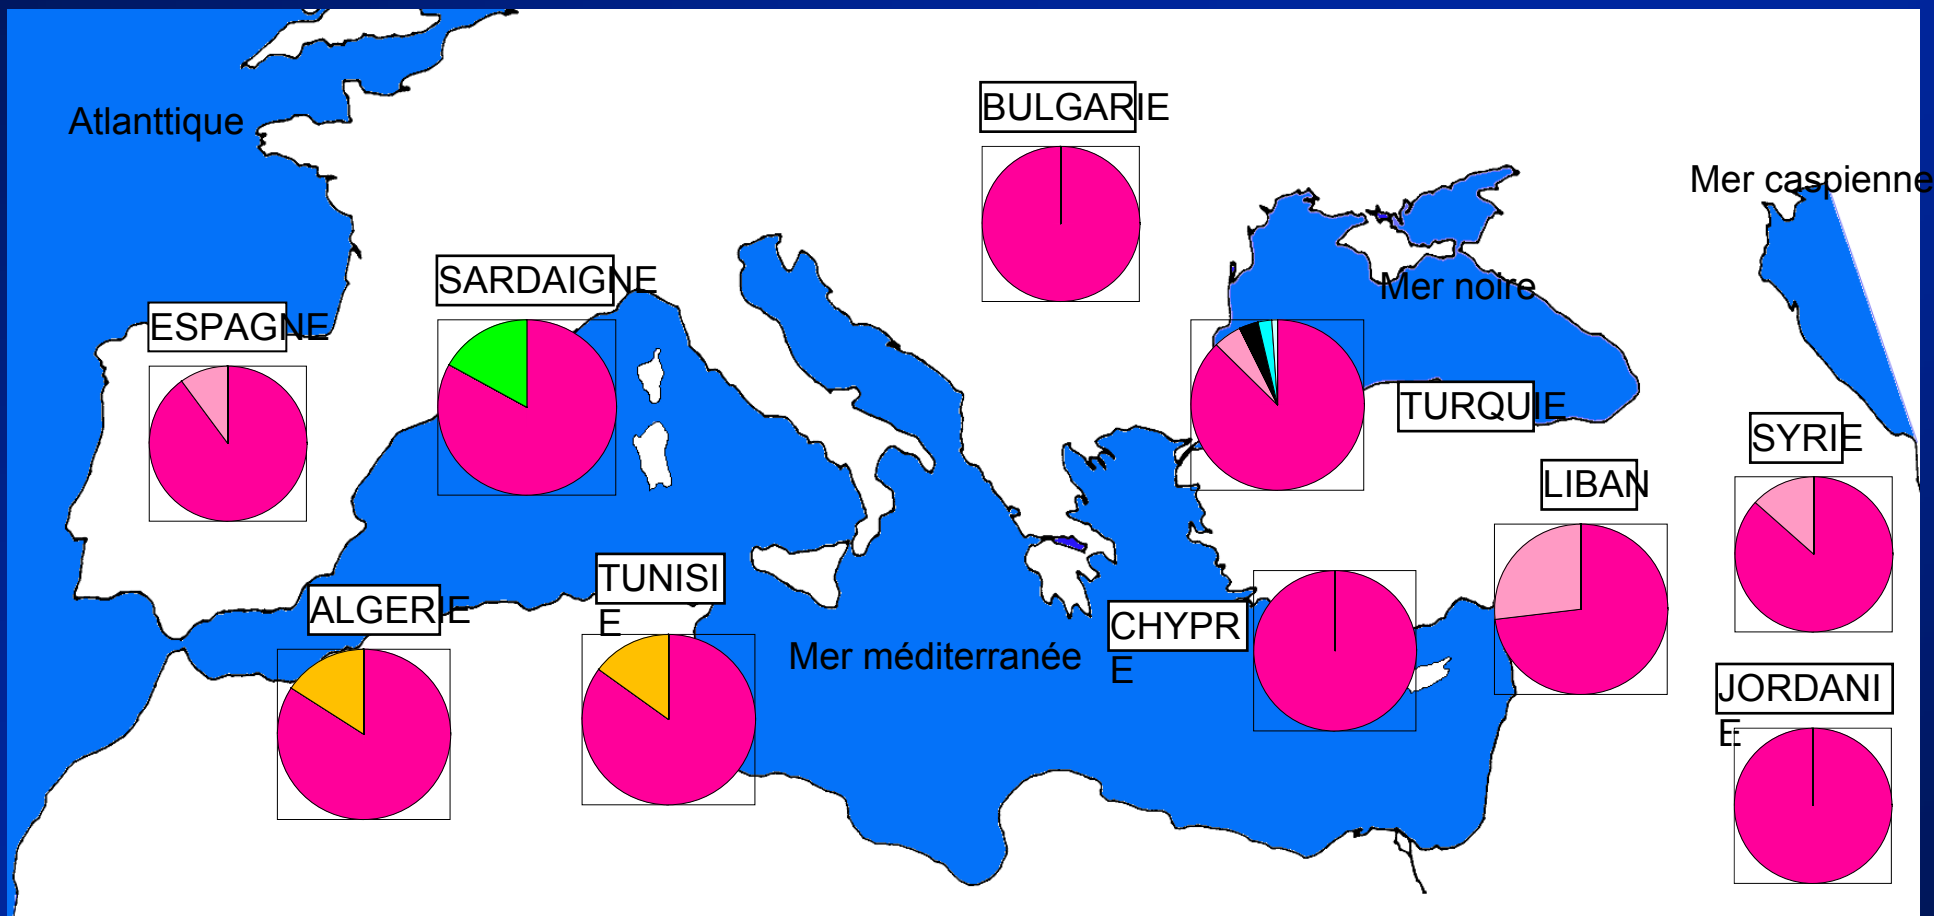 BULGARIE
Atlanttique
Mer caspienne
SARDAIGNE
Mer noire
ESPAGNE
TURQUIE
SYRIE
LIBAN
TUNISI
E
ALGERIE
CHYPR
E
Mer méditerranée
JORDANI
E